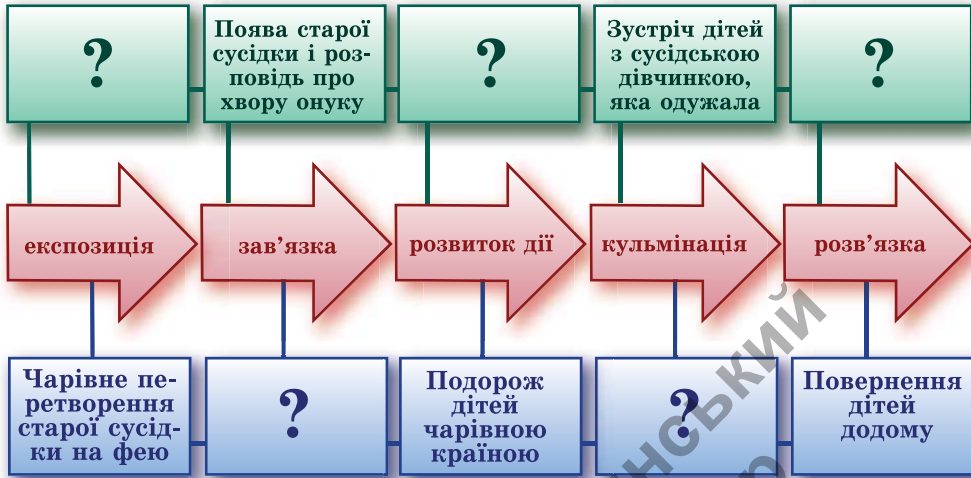 ?
Поява старої
сусідки і роз-
повідь про
хвору онуку
?
Зустріч дітей
з сусідською
дівчинкою,
яка одужала
?
експозиція
зав'язка
розвиток дії
кульмінація
розв'язка
Чарівне пе-
ретворення
старої сусід-
ки на фею
?
Подорож
дітей
чарівною
країною
?
Повернення
дітей
додому